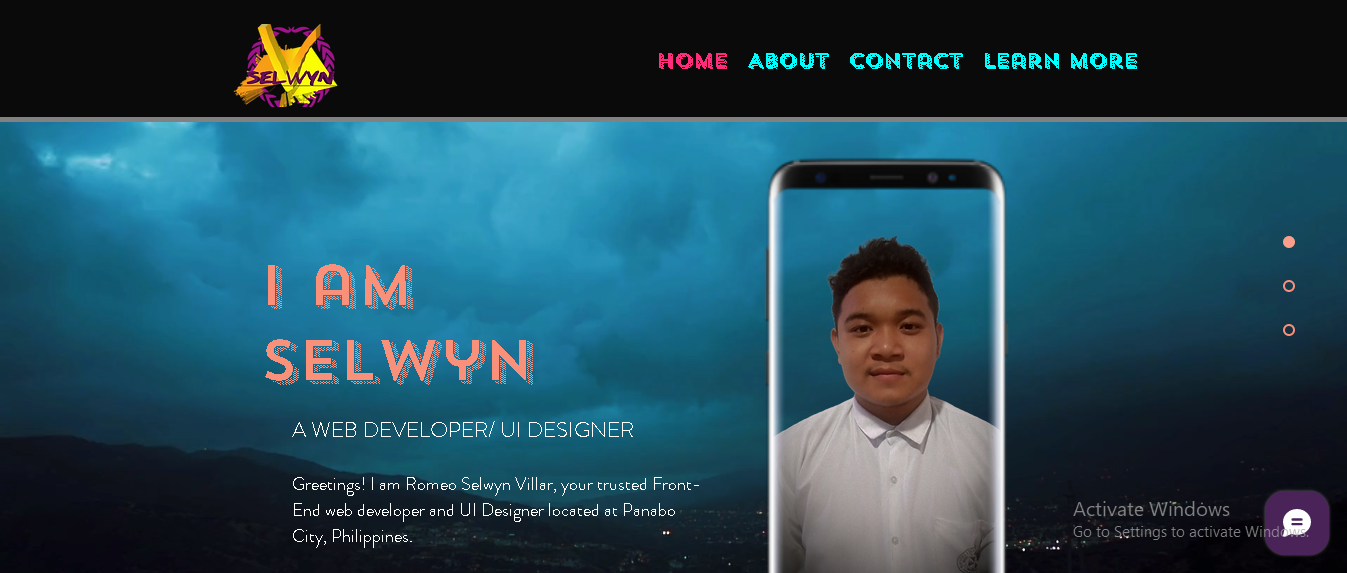 SELWYN
HOME ABOUT CONTACT LEARN MORE
I AM
SELWYN
A WEB DEVELOPER/ UI DESIGNER
Greetings! I am Romeo Selwyn Villar, your trusted Front-
End web developer and UI Designer located at Panabo
City, Philippines.
Activate Windows
Go to Settings to activate Windows.